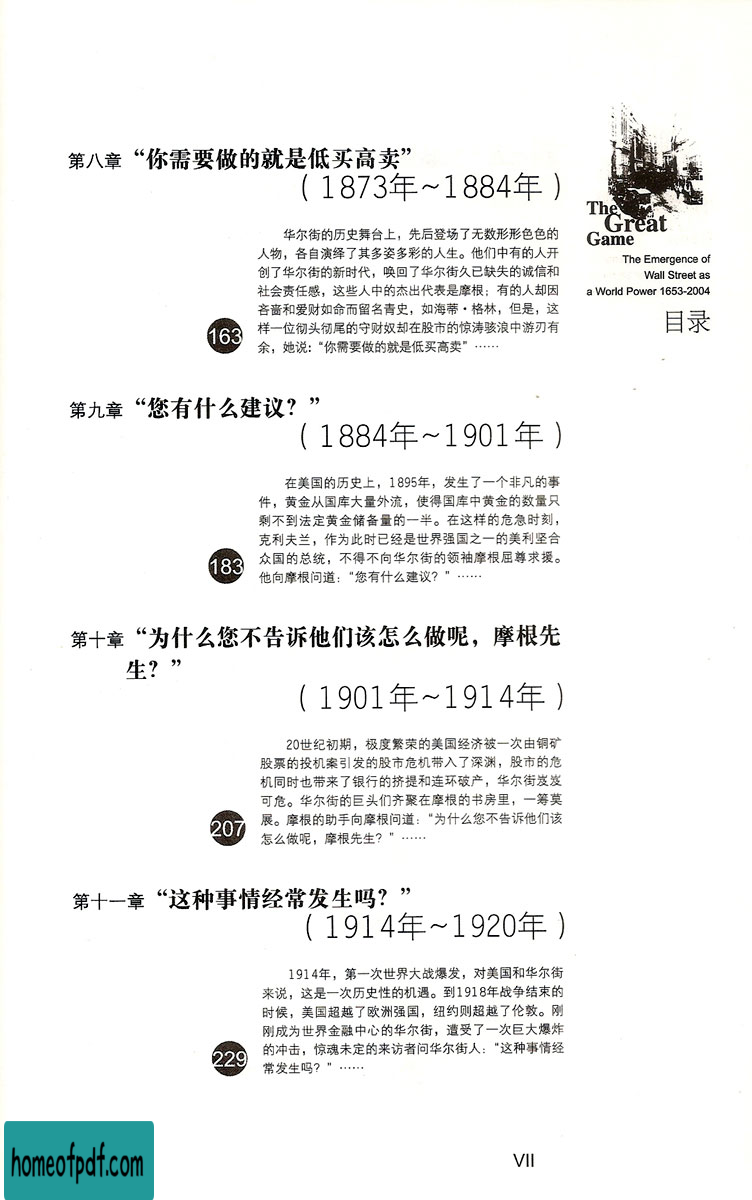 第八章 “你需要做的就是低买高卖”
(1873年~1884年)
华尔街的历史舞台上，先后登场了无数形形色色的
人物，各自演绎了其多姿多彩的人生。他们中有的人开
创了华尔街的新时代，唤回了华尔街久已缺失的诚信和
社会责任感，这些人中的杰出代表是摩根；有的人却因
吝啬和爱财如命而留名青史，如海蒂·格林，但是，这
样一位彻头彻尾的守财奴却在股市的惊涛骇浪中游刃有
余，她说：“你需要做的就是低买高卖”……
163
The
Great
Game
The Emergence of
Wall Street as
a World Power 1653-2004
目录
第九章 “您有什么建议？”
(1884年~1901年)
在美国的历史上，1895年，发生了一个非凡的事
件，黄金从国库大量外流，使得国库中黄金的数量只
剩不到法定黄金储备量的一半。在这样的危急时刻，
克利夫兰，作为此时已经是世界强国之一的美利坚合
众国的总统，不得不向华尔街的领袖摩根屈尊求援。
他向摩根问道：“您有什么建议？”……
183
第十章 “为什么您不告诉他们该怎么做呢，摩根先
生？”
(1901年~1914年)
20世纪初期，极度繁荣的美国经济被一次由铜矿
股票的投机案引发的股市危机带入了深渊，股市的危
机同时也带来了银行的挤提和连环破产，华尔街岌岌
可危。华尔街的巨头们齐聚在摩根的书房里，一筹莫
展。摩根的助手向摩根问道：“为什么您不告诉他们该
怎么做呢，摩根先生？”……
207
第十一章 “这种事情经常发生吗？”
(1914年~1920年)
1914年，第一次世界大战爆发，对美国和华尔街
来说，这是一次历史性的机遇。到1918年战争结束的
时候，美国超越了欧洲强国，纽约则超越了伦敦。刚
刚成为世界金融中心的华尔街，遭受了一次巨大爆炸
的冲击，惊魂未定的来访者问华尔街人：“这种事情经
常发生吗？”……
229
homeofpdf.com
VII